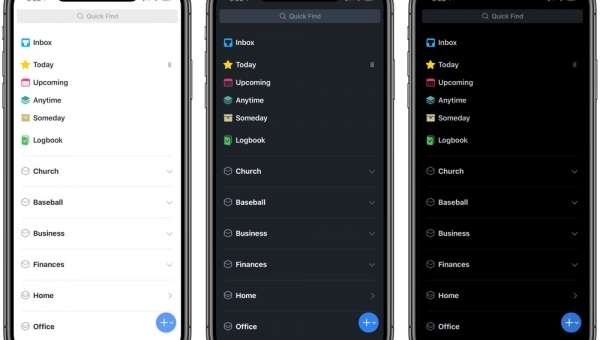 Quick Find
Inbox
Today 8
Upcoming
Anytime
Someday
Logbook
Church
Baseball
Business
Finances
Home
Office
Quick Find
Inbox
Today 8
Upcoming
Anytime
Someday
Logbook
Church
Baseball
Business
Finances
Home
Office
Quick Find
Inbox
Today 8
Upcoming
Anytime
Someday
Logbook
Church
Baseball
Business
Finances
Home
Office